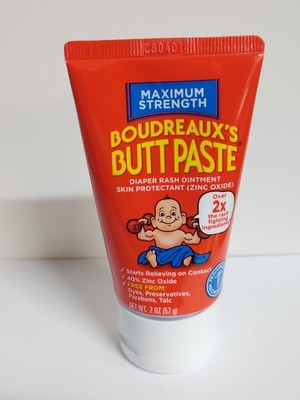 MAXIMUM
STRENGTH
BOUDREAUX'S
BUTT PASTE®
DIAPER RASH OINTMENT
SKIN PROTECTANT (ZINC OXIDE)
Over
2x
the rash
fighting
ingredients
✓ Starts Relieving on Contact
✓ 40% Zinc Oxide
✓ FREE FROM:
Dyes, Preservatives,
Parabens, Talc
NET WT. 2 OZ (57 g)